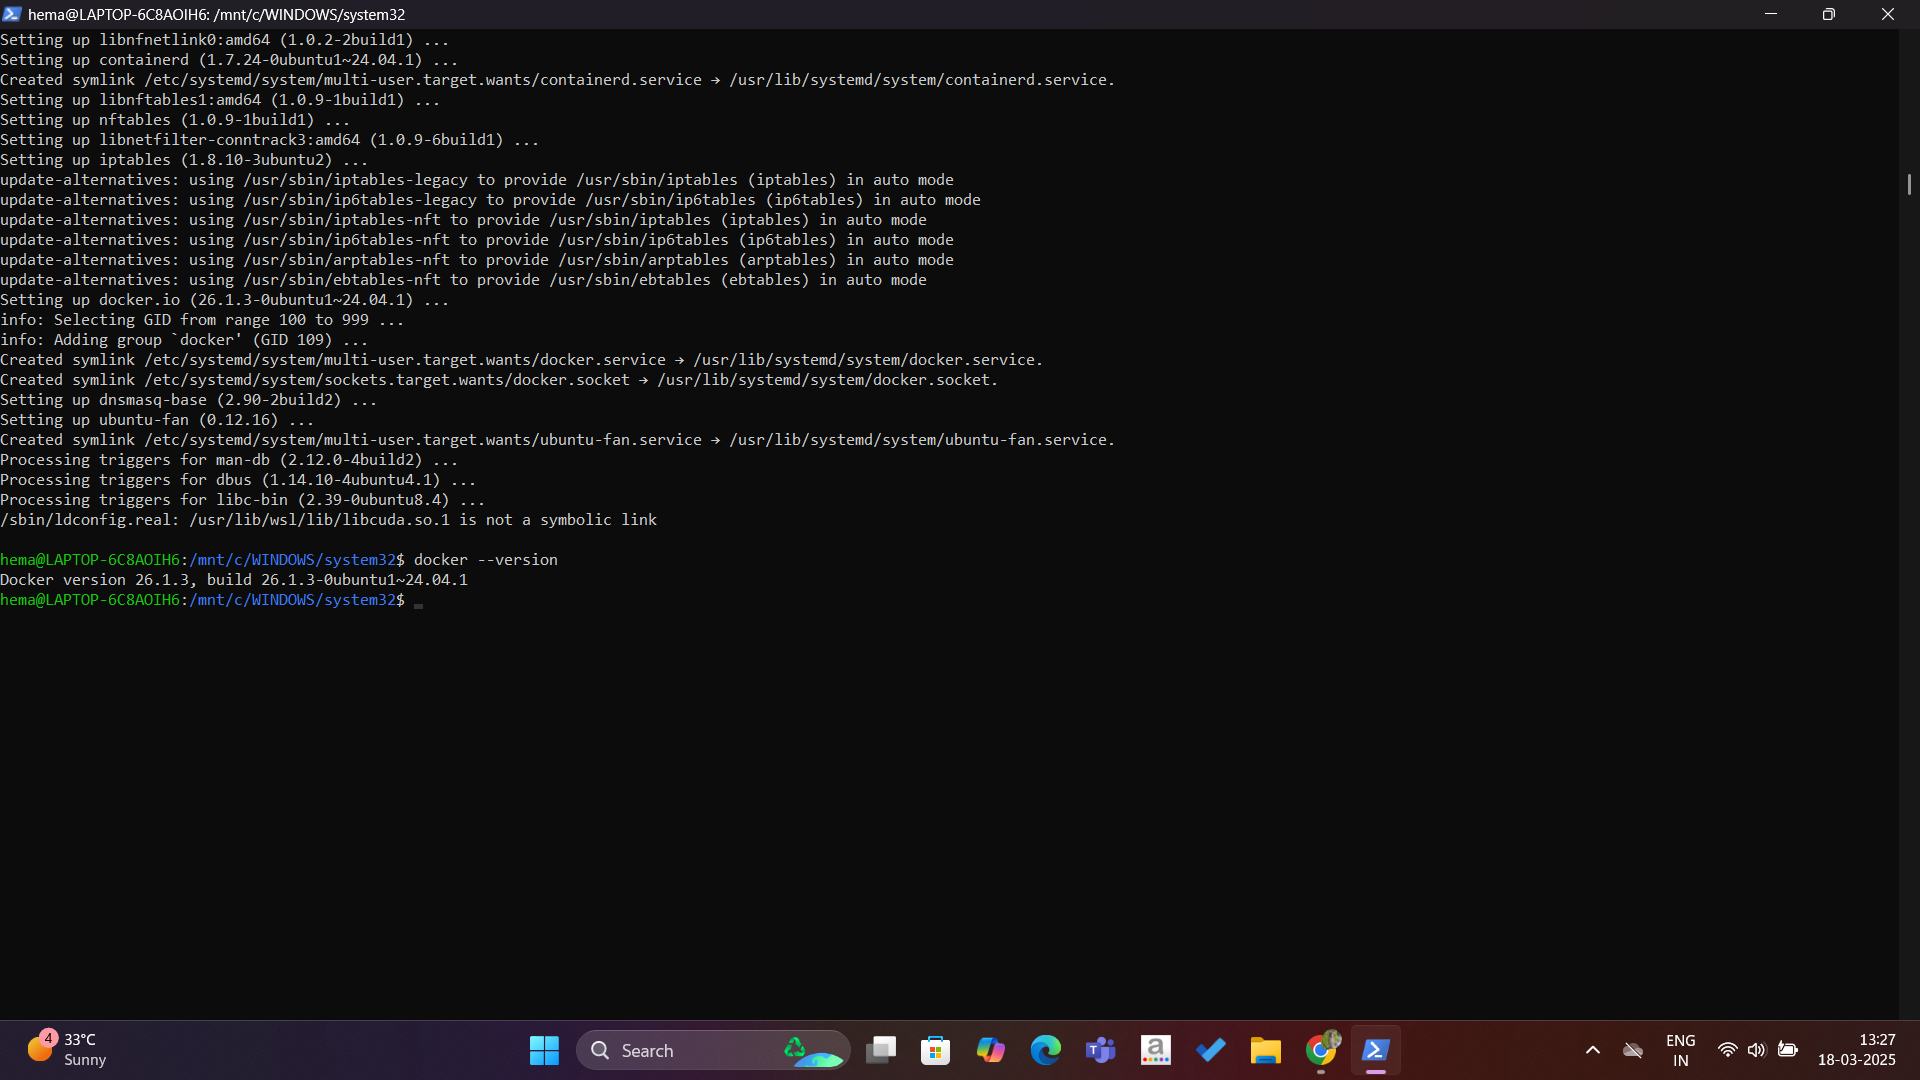 hema@LAPTOP-6C8AOIH6: /mnt/c/WINDOWS/system32
Setting up libnfnetlink0:amd64 (1.0.2-2build1) ...
Setting up containerd (1.7.24-0ubuntu1~24.04.1) ...
Created symlink /etc/systemd/system/multi-user.target.wants/containerd.service → /usr/lib/systemd/system/containerd.service.
Setting up libnftables1:amd64 (1.0.9-1build1) ...
Setting up nftables (1.0.9-1build1) ...
Setting up libnetfilter-conntrack3:amd64 (1.0.9-6build1) ...
Setting up iptables (1.8.10-3ubuntu2) ...
update-alternatives: using /usr/sbin/iptables-legacy to provide /usr/sbin/iptables (iptables) in auto mode
update-alternatives: using /usr/sbin/ip6tables-legacy to provide /usr/sbin/ip6tables (ip6tables) in auto mode
update-alternatives: using /usr/sbin/iptables-nft to provide /usr/sbin/iptables (iptables) in auto mode
update-alternatives: using /usr/sbin/ip6tables-nft to provide /usr/sbin/ip6tables (ip6tables) in auto mode
update-alternatives: using /usr/sbin/arptables-nft to provide /usr/sbin/arptables (arptables) in auto mode
update-alternatives: using /usr/sbin/ebtables-nft to provide /usr/sbin/ebtables (ebtables) in auto mode
Setting up docker.io (26.1.3-0ubuntu1~24.04.1) ...
info: Selecting GID from range 100 to 999 ...
info: Adding group `docker' (GID 109) ...
Created symlink /etc/systemd/system/multi-user.target.wants/docker.service → /usr/lib/systemd/system/docker.service.
Created symlink /etc/systemd/system/sockets.target.wants/docker.socket → /usr/lib/systemd/system/docker.socket.
Setting up dnsmasq-base (2.90-2build2) ...
Setting up ubuntu-fan (0.12.16) ...
Created symlink /etc/systemd/system/multi-user.target.wants/ubuntu-fan.service → /usr/lib/systemd/system/ubuntu-fan.service.
Processing triggers for man-db (2.12.0-4build2) ...
Processing triggers for dbus (1.14.10-4ubuntu4.1) ...
Processing triggers for libc-bin (2.39-0ubuntu8.4) ...
/sbin/ldconfig.real: /usr/lib/wsl/lib/libcuda.so.1 is not a symbolic link
hema@LAPTOP-6C8AOIH6:/mnt/c/WINDOWS/system32$ docker --version
Docker version 26.1.3, build 26.1.3-0ubuntu1~24.04.1
hema@LAPTOP-6C8AOIH6:/mnt/c/WINDOWS/system32$
4 33°C
Sunny
Search
ENG
IN
13:27
18-03-2025